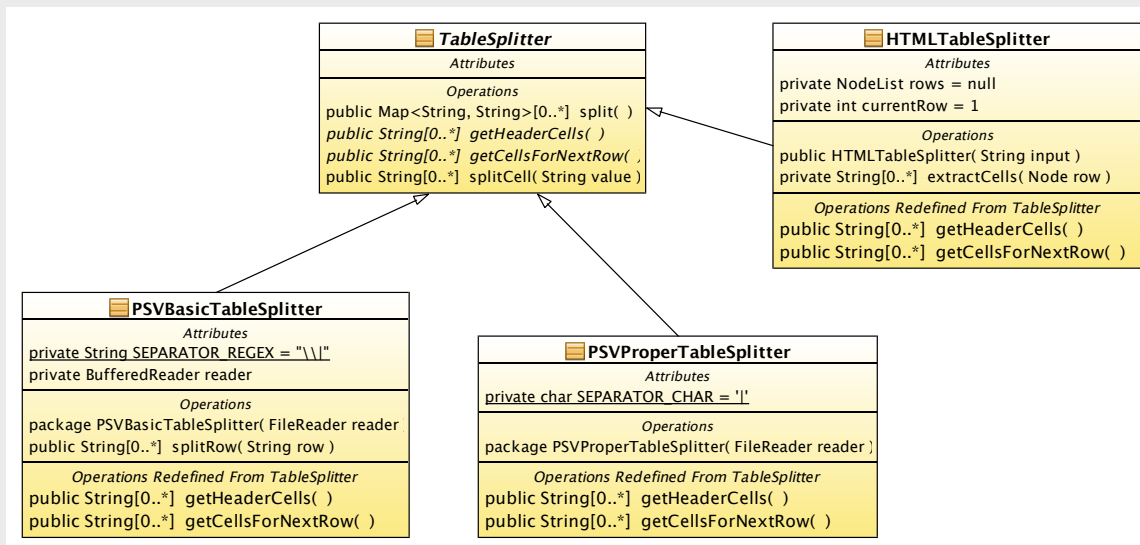 TableSplitter
Attributes
Operations
public Map<String, String>[0..*] split( )
public String[0..*] getHeaderCells( )
public String[0..*] getCellsForNextRow( )
public String[0..*] splitCell( String value )
HTMLTableSplitter
Attributes
private NodeList rows = null
private int currentRow = 1
Operations
public HTMLTableSplitter( String input )
private String[0..*] extractCells( Node row )
Operations Redefined From TableSplitter
public String[0..*] getHeaderCells( )
public String[0..*] getCellsForNextRow( )
PSVBasicTableSplitter
Attributes
private String SEPARATOR_REGEX = "\\|"
private BufferedReader reader
Operations
package PSVBasicTableSplitter( FileReader reader
public String[0..*] splitRow( String row )
Operations Redefined From TableSplitter
public String[0..*] getHeaderCells( )
public String[0..*] getCellsForNextRow( )
PSVProperTableSplitter
Attributes
private char SEPARATOR_CHAR = '|'
Operations
package PSVProperTableSplitter( FileReader reader )
Operations Redefined From TableSplitter
public String[0..*] getHeaderCells( )
public String[0..*] getCellsForNextRow( )